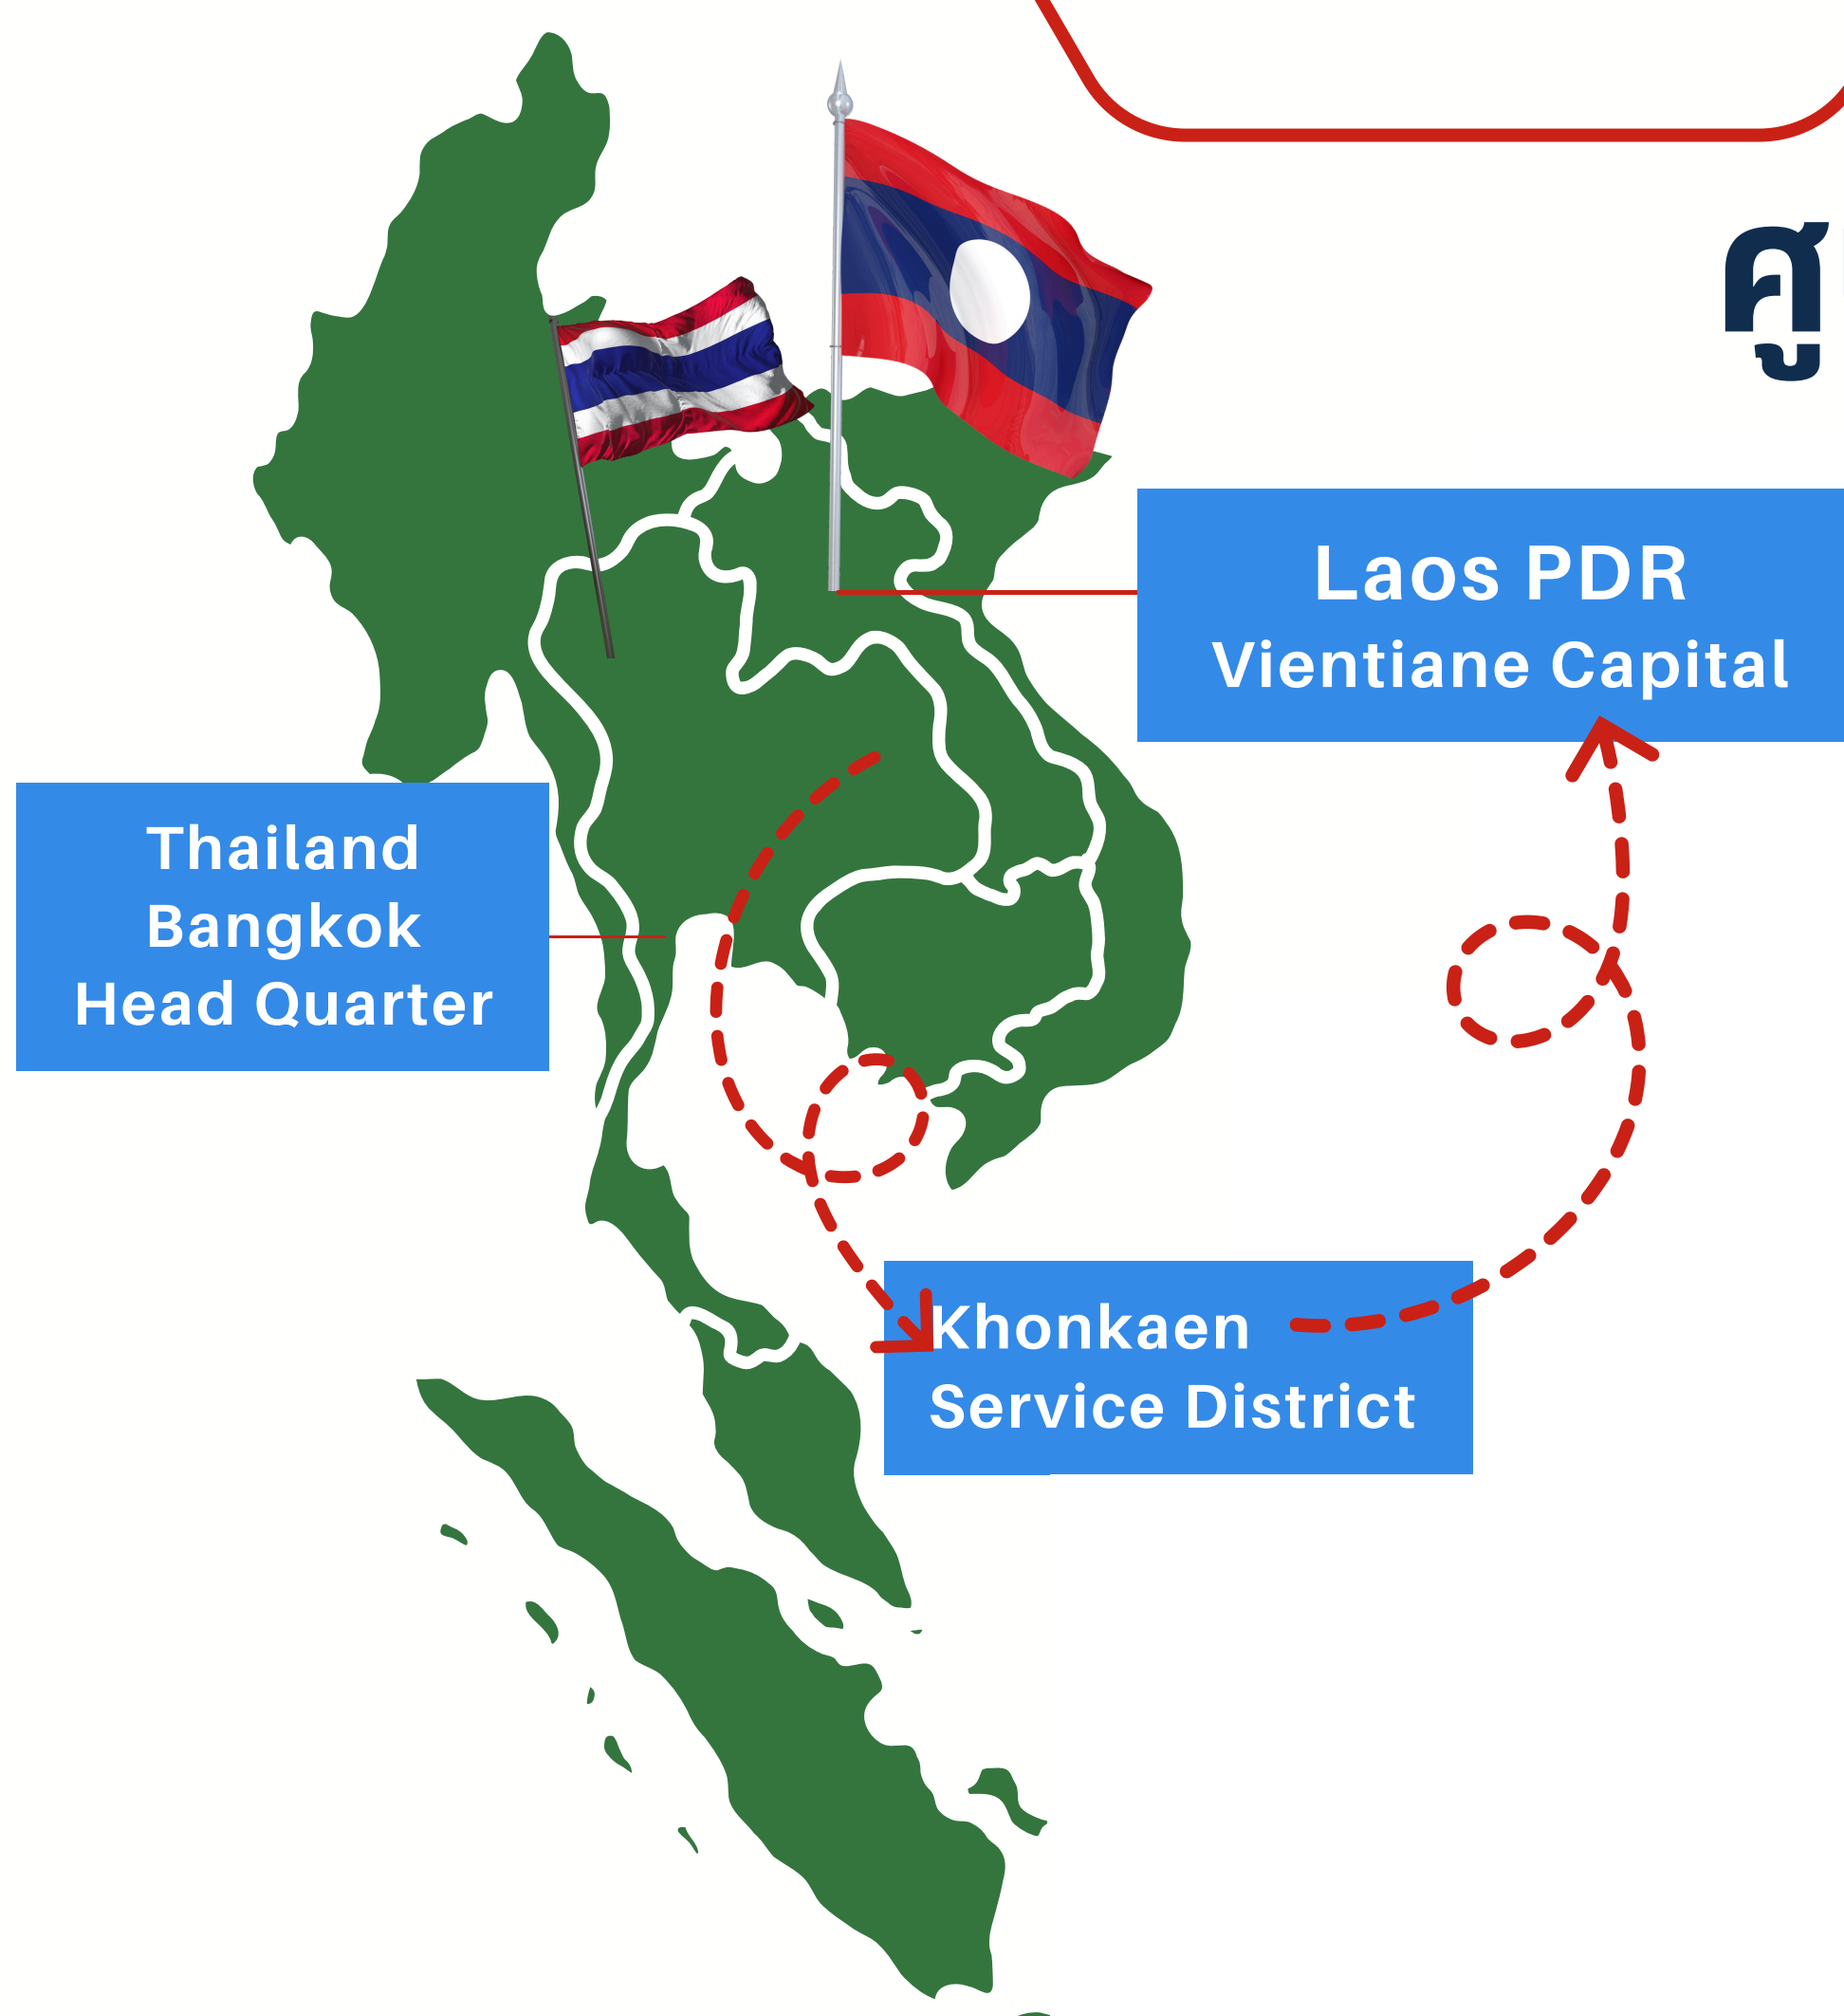 Laos PDR
Vientiane Capital
Thailand
Bangkok
Head Quarter
Khonkaen
Service District